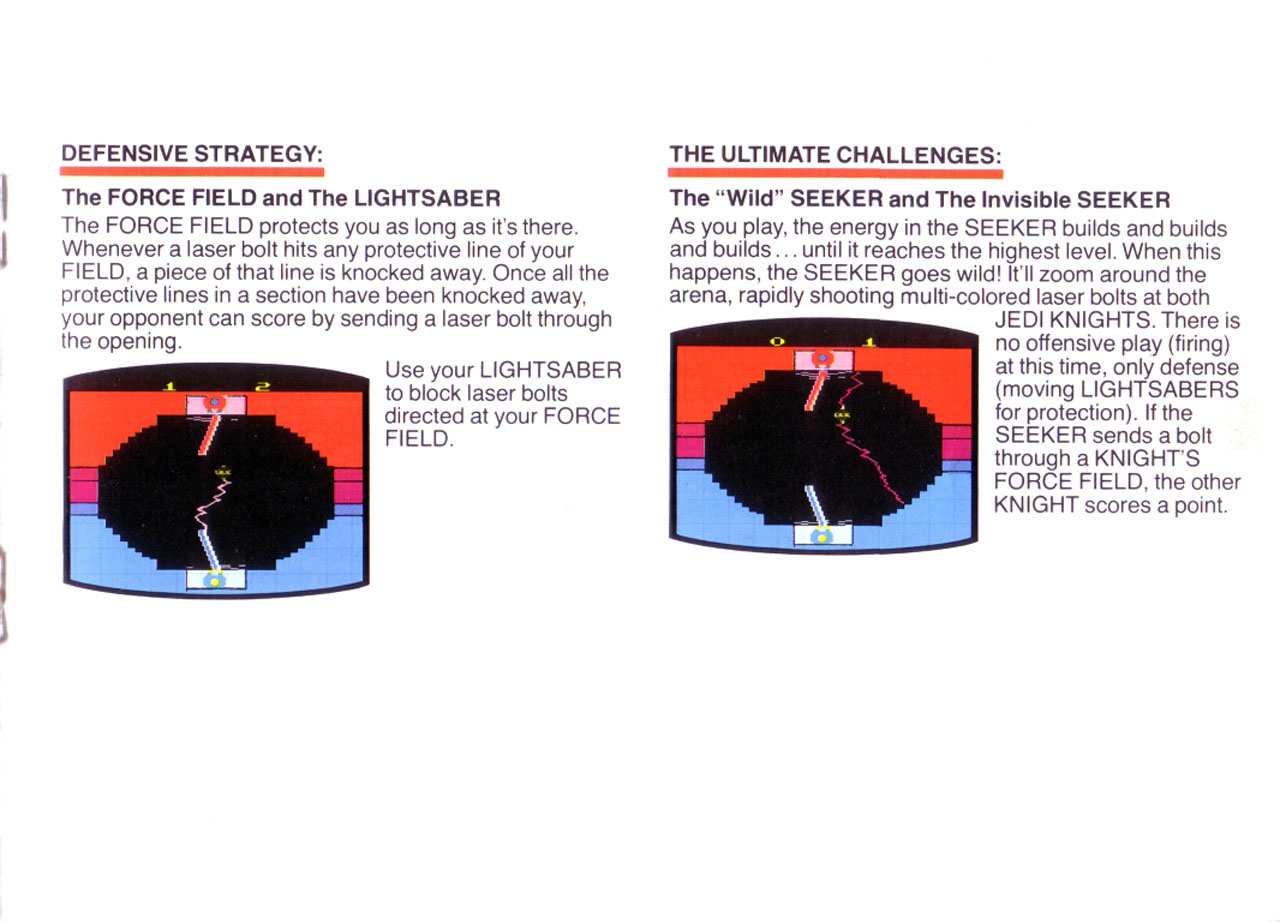 DEFENSIVE STRATEGY:
The FORCE FIELD and The LIGHTSABER
The FORCE FIELD protects you as long as it's there.
Whenever a laser bolt hits any protective line of your
FIELD, a piece of that line is knocked away. Once all the
protective lines in a section have been knocked away,
your opponent can score by sending a laser bolt through
the opening.
1 2
Use your LIGHTSABER
to block laser bolts
directed at your FORCE
FIELD.
THE ULTIMATE CHALLENGES:
The “Wild” SEEKER and The Invisible SEEKER
As you play, the energy in the SEEKER builds and builds
and builds... until it reaches the highest level. When this
happens, the SEEKER goes wild! It'll zoom around the
arena, rapidly shooting multi-colored laser bolts at both
0 1
JEDI KNIGHTS. There is
no offensive play (firing)
at this time, only defense
(moving LIGHTSABERS
for protection). If the
SEEKER sends a bolt
through a KNIGHT'S
FORCE FIELD, the other
KNIGHT scores a point.